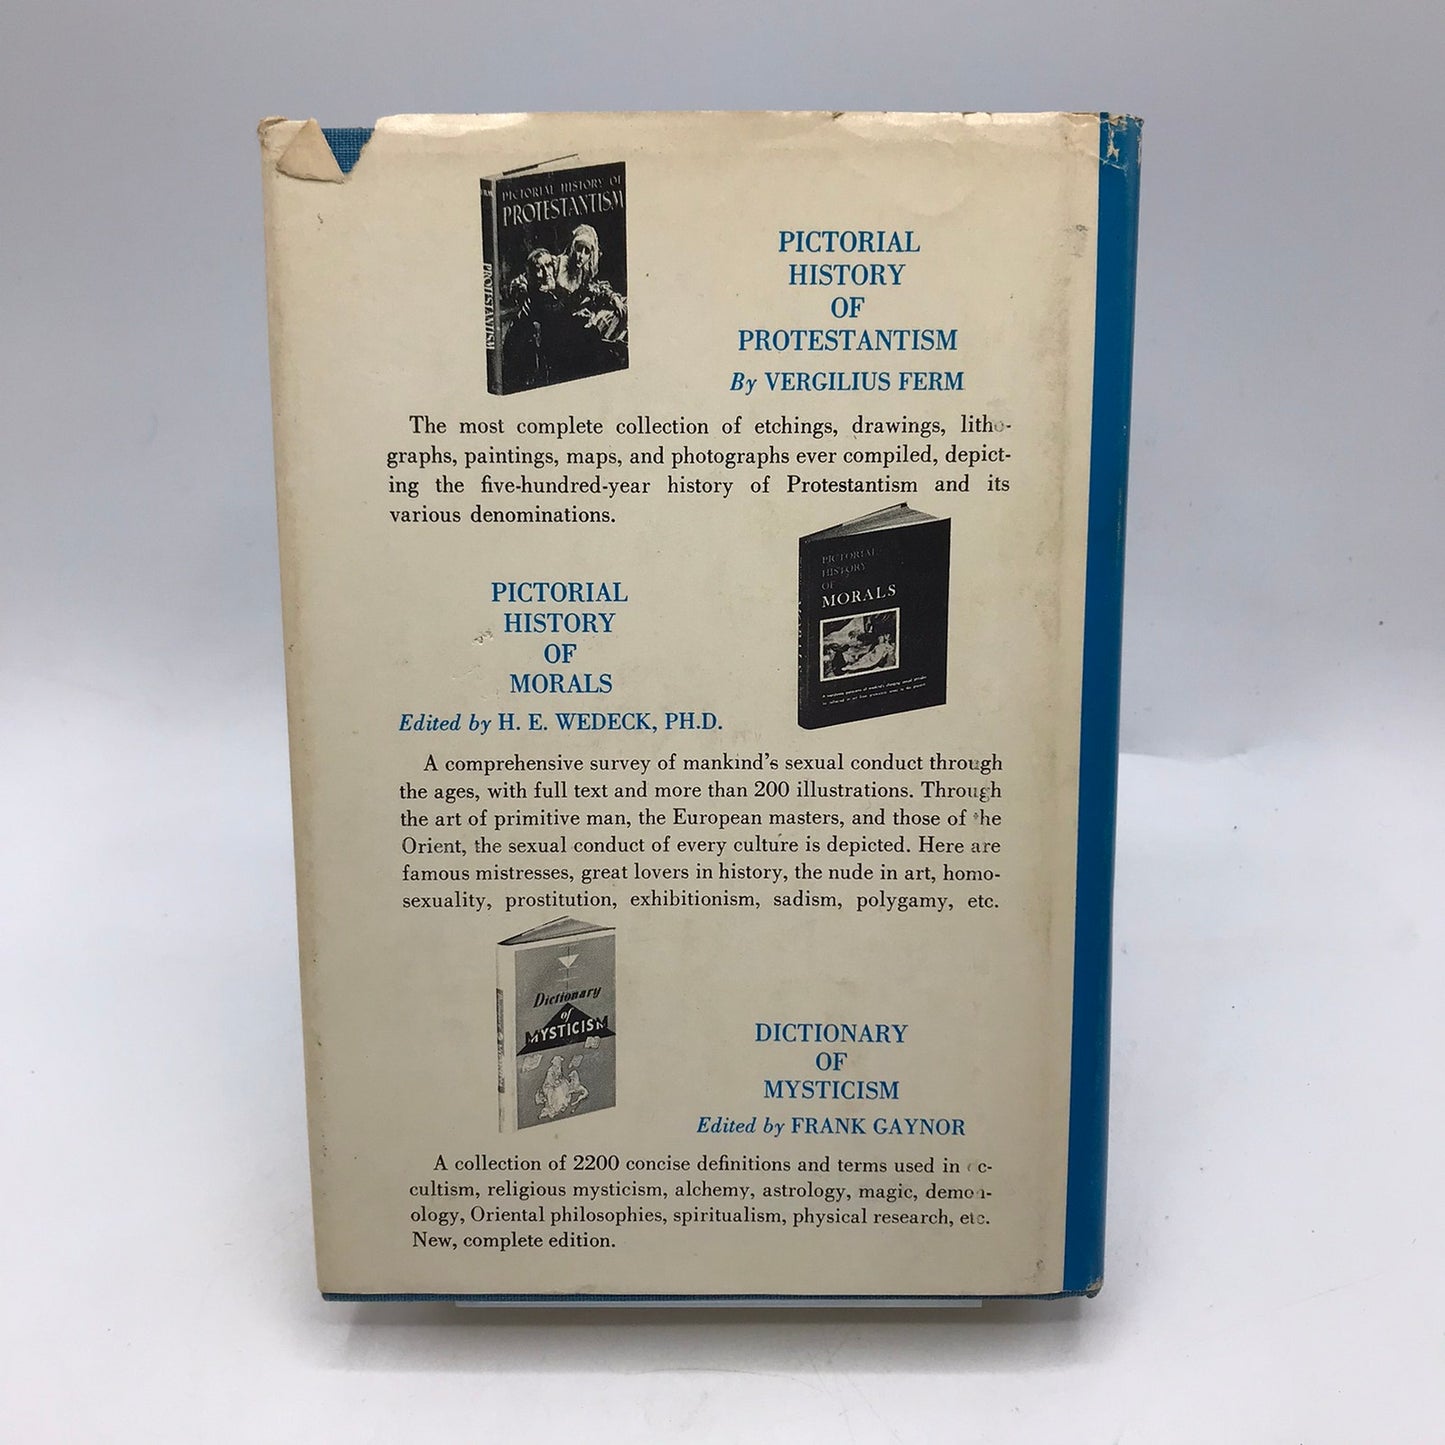 PICTORIAL HISTORY OF
PROTESTANTISM
PROTESTANTISM
PICTORIAL
HISTORY
OF
PROTESTANTISM
By VERGILIUS FERM
The most complete collection of etchings, drawings, litho-
graphs, paintings, maps, and photographs ever compiled, depict-
ing the five-hundred-year history of Protestantism and its
various denominations.
PICTORIAL
HISTORY
OF
MORALS
PICTORIAL
HISTORY
OF
MORALS
Edited by H. E. WEDECK, PH.D.
A comprehensive survey of mankind's sexual conduct through
the ages, with full text and more than 200 illustrations. Through
the art of primitive man, the European masters, and those of the
Orient, the sexual conduct of every culture is depicted. Here are
famous mistresses, great lovers in history, the nude in art, homo-
sexuality, prostitution, exhibitionism, sadism, polygamy, etc.
Dictionary
of
MYSTICISM
DICTIONARY
OF
MYSTICISM
Edited by FRANK GAYNOR
A collection of 2200 concise definitions and terms used in oc-
cultism, religious mysticism, alchemy, astrology, magic, demon-
ology, Oriental philosophies, spiritualism, physical research, etc.
New, complete edition.